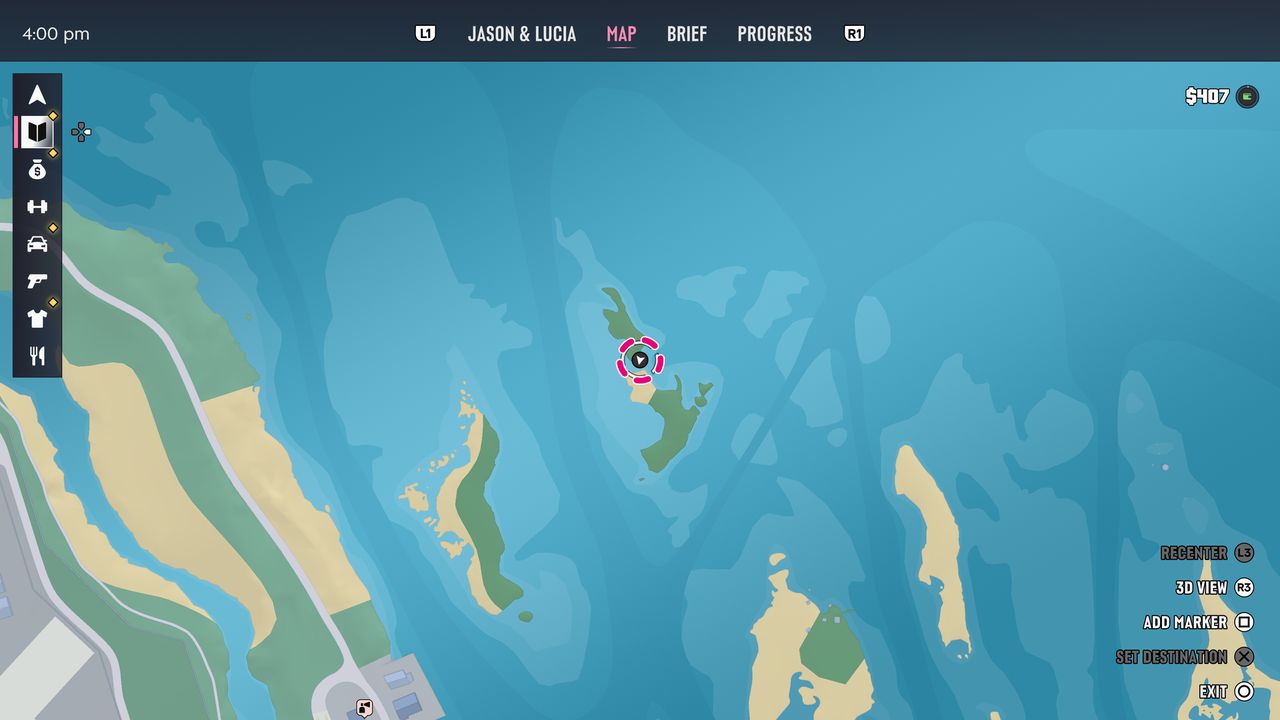 4:00 pm
L1 JASON & LUCIA MAP BRIEF PROGRESS R1
$407
RECENTER L3
3D VIEW R3
ADD MARKER
SET DESTINATION
EXIT